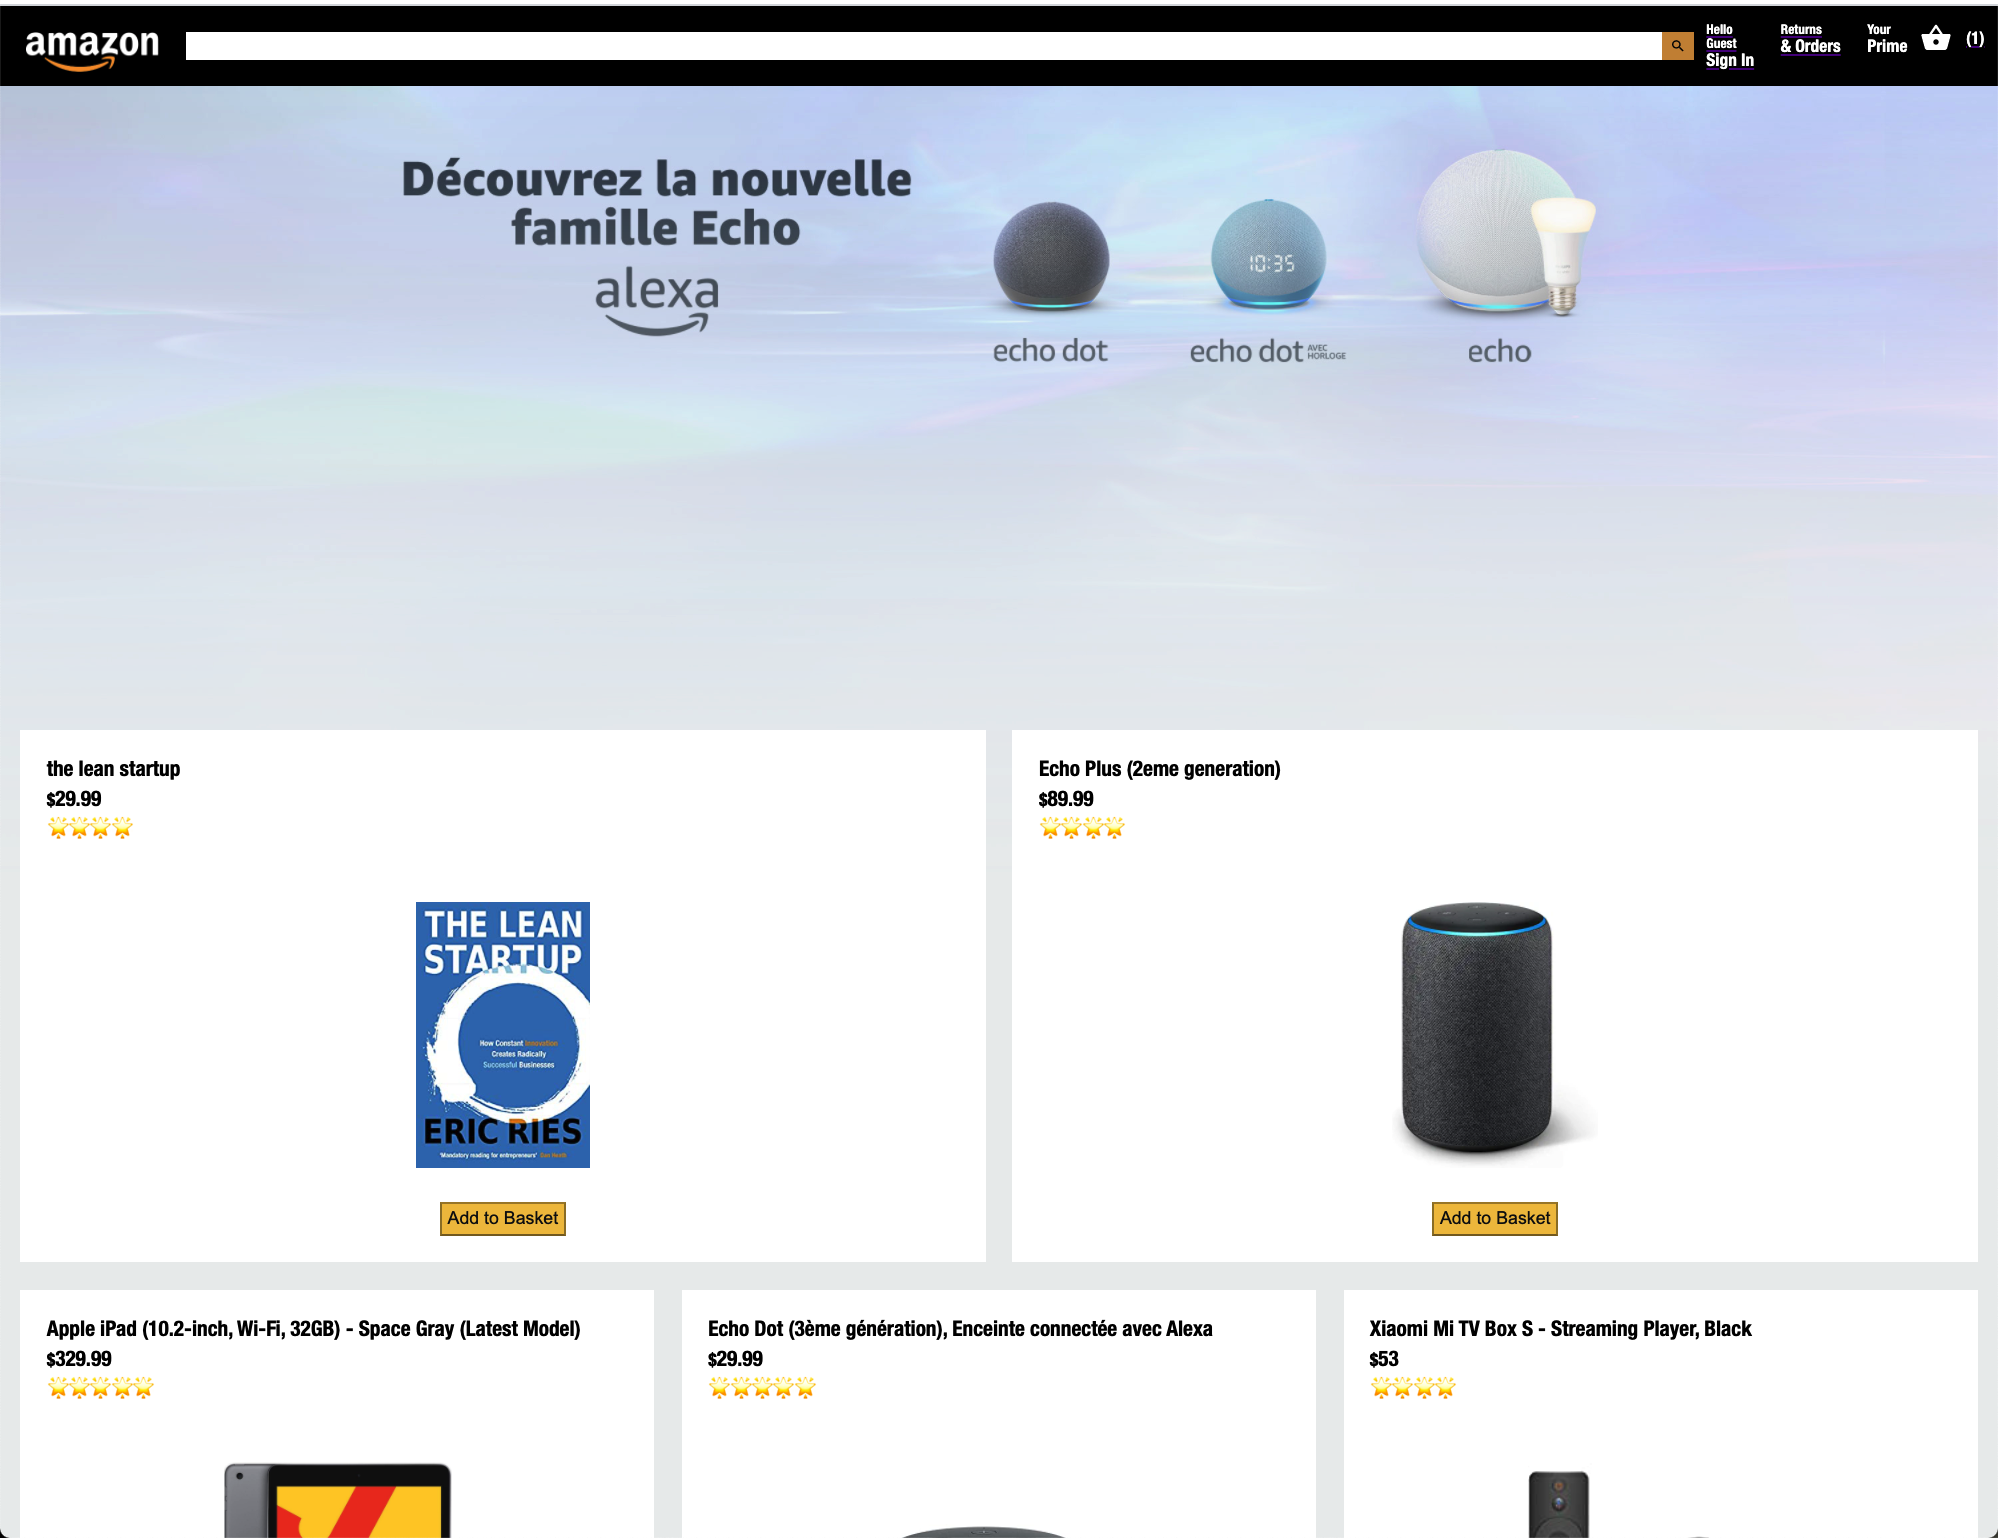 amazon
Hello
Guest
Sign In
Returns
& Orders
Your
Prime
(1)
Découvrez la nouvelle
famille Echo
alexa
10:35
echo dot
echo dot AVEC HORLOGE
echo
the lean startup
$29.99
THE LEAN
STARTUP
How Constant Innovation
Creates Radically
Successful Businesses
ERIC RIES
'Mandatory reading for entrepreneurs' Dan Heath
Add to Basket
Echo Plus (2eme generation)
$89.99
Add to Basket
Apple iPad (10.2-inch, Wi-Fi, 32GB) - Space Gray (Latest Model)
$329.99
Echo Dot (3ème génération), Enceinte connectée avec Alexa
$29.99
Xiaomi Mi TV Box S - Streaming Player, Black
$53